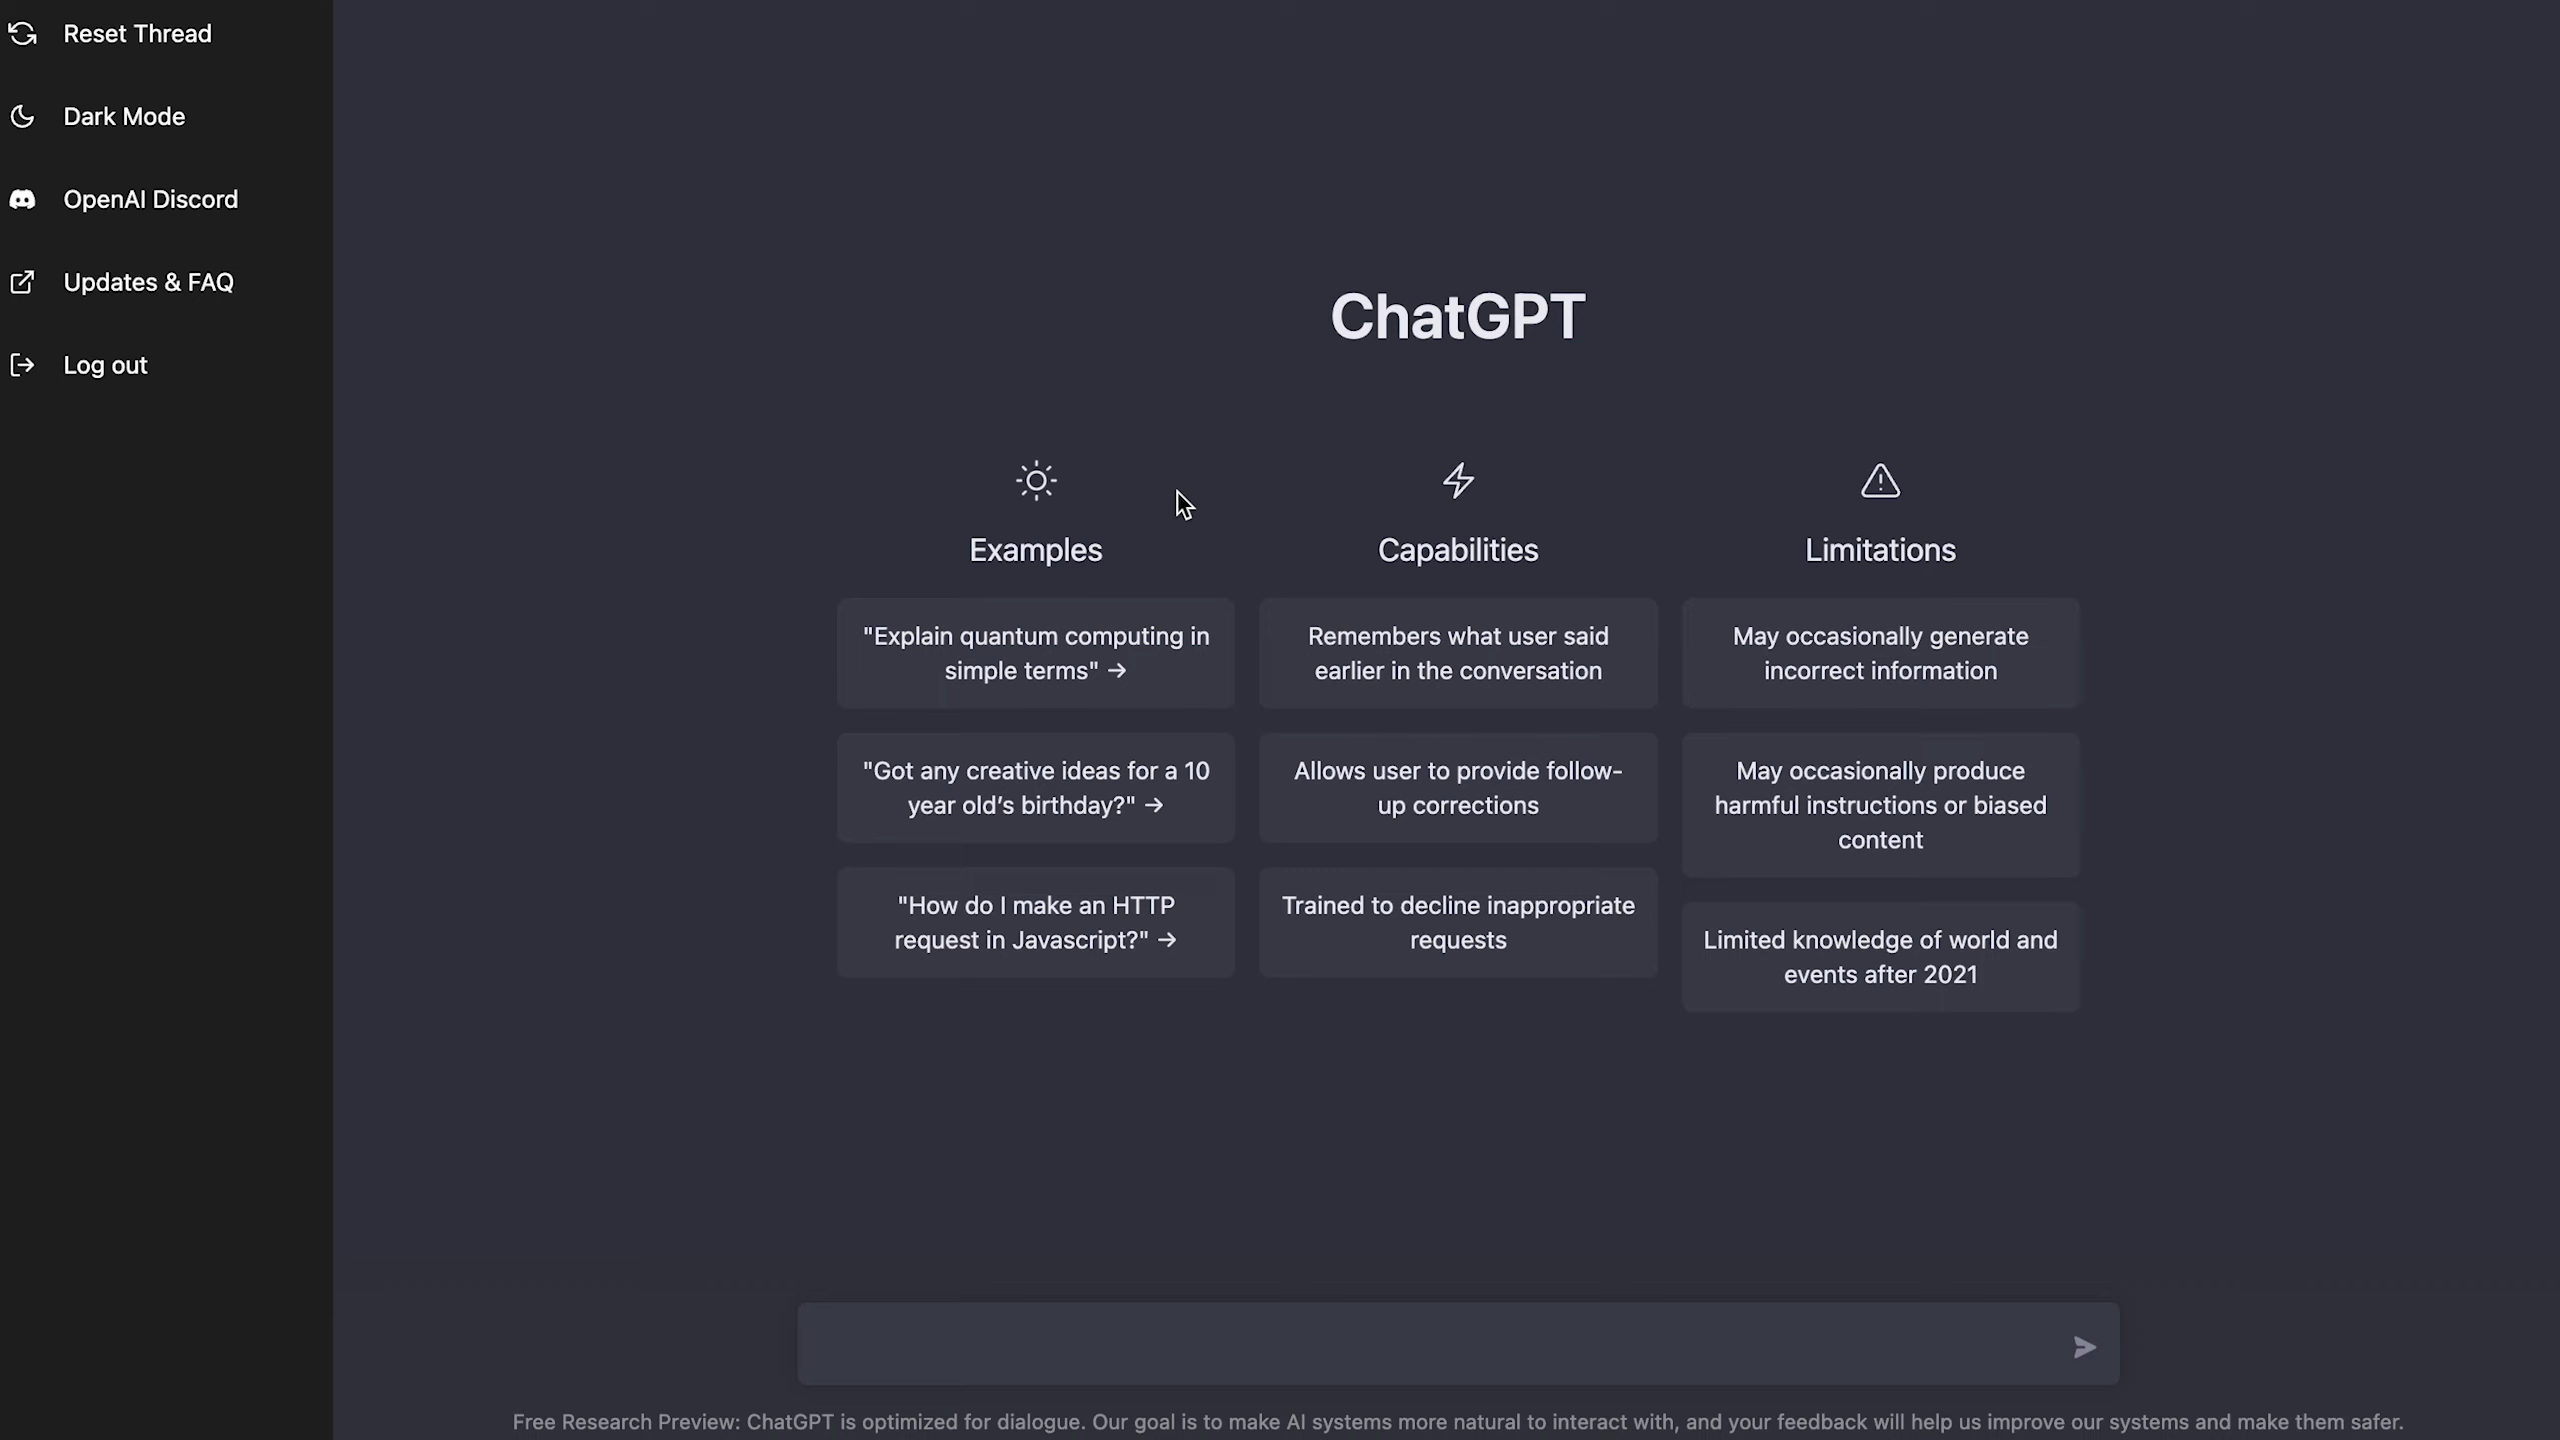 Reset Thread
Dark Mode
OpenAI Discord
Updates & FAQ
Log out
ChatGPT
Examples
"Explain quantum computing in
simple terms" →
"Got any creative ideas for a 10
year old's birthday?" →
"How do I make an HTTP
request in Javascript?" →
Capabilities
Remembers what user said
earlier in the conversation
Allows user to provide follow-
up corrections
Trained to decline inappropriate
requests
Limitations
May occasionally generate
incorrect information
May occasionally produce
harmful instructions or biased
content
Limited knowledge of world and
events after 2021
Free Research Preview: ChatGPT is optimized for dialogue. Our goal is to make AI systems more natural to interact with, and your feedback will help us improve our systems and make them safer.